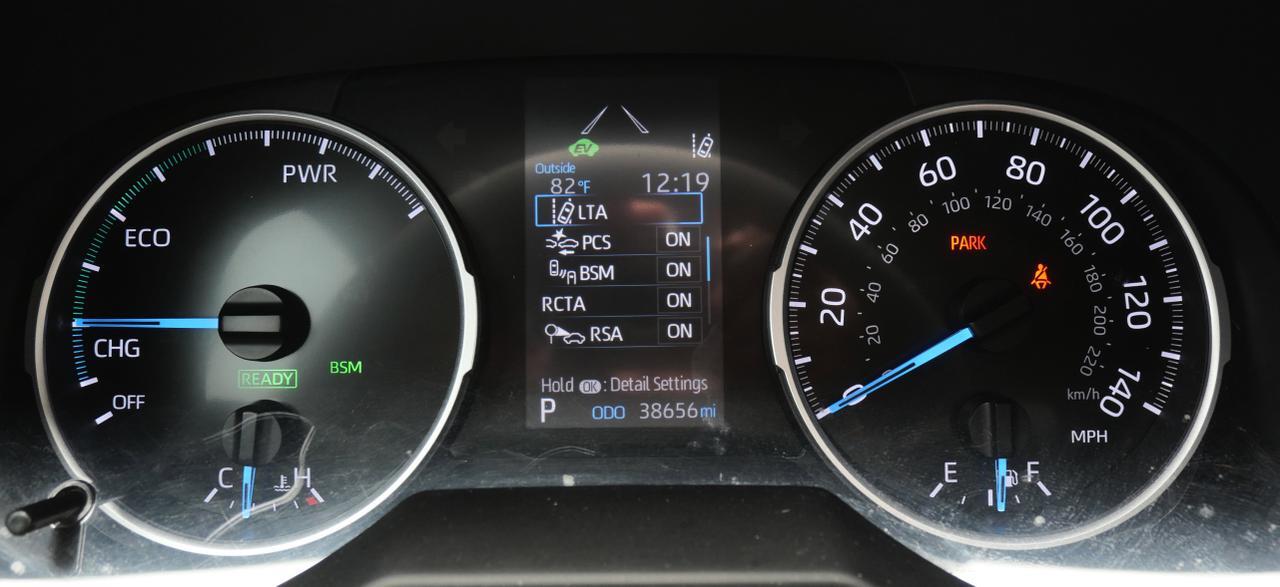 PWR
ECO
CHG
OFF
READY
BSM
C H
EV
Outside
82°F 12:19
LTA
PCS ON
BSM ON
RCTA ON
RSA ON
Hold OK : Detail Settings
P ODO 38656 mi
0 20 40 60 80 100 120 140
20 40 60 80 100 120 140 160 180 200 220
km/h
MPH
PARK
E F